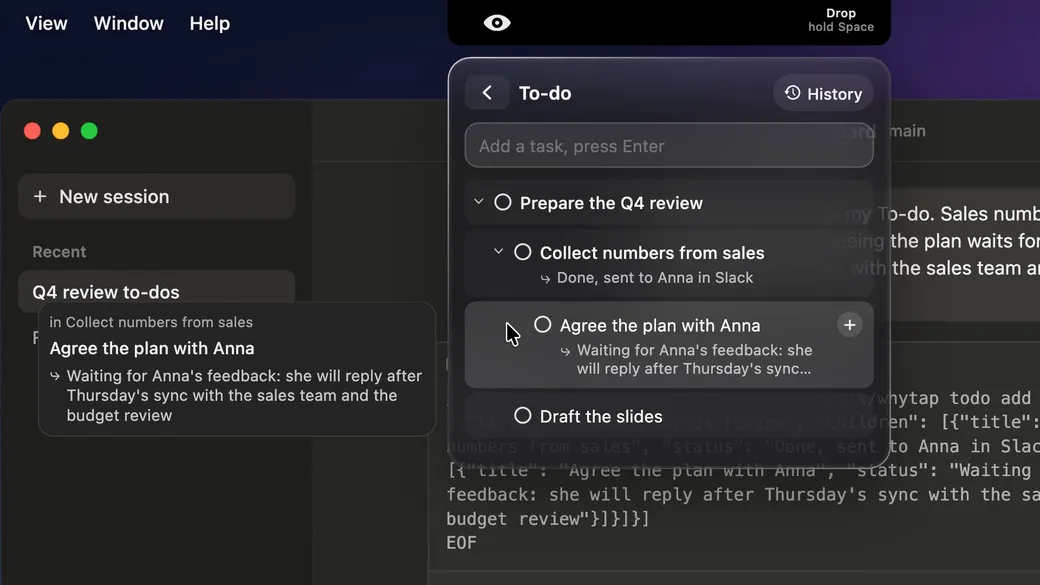 View Window Help
Drop
hold Space
To-do
History
Add a task, press Enter
main
New session
Prepare the Q4 review
my To-do. Sales numb
Collect numbers from sales
the plan waits for
Recent
Done, sent to Anna in Slack
with the sales team a
Q4 review to-dos
in Collect numbers from sales
Agree the plan with Anna
Agree the plan with Anna
Waiting for Anna's feedback: she
will reply after Thursday's sync...
Waiting for Anna's feedback: she will reply after
Thursday's sync with the sales team and the
budget review
/whytap todo add
Draft the slides
"children": [{"title":
numbers from sales", "status": "Done, sent to Anna in Slac
[{"title": "Agree the plan with Anna", "status": "Waiting
feedback: she will reply after Thursday's sync with the sa
budget review"}]}]}]
EOF